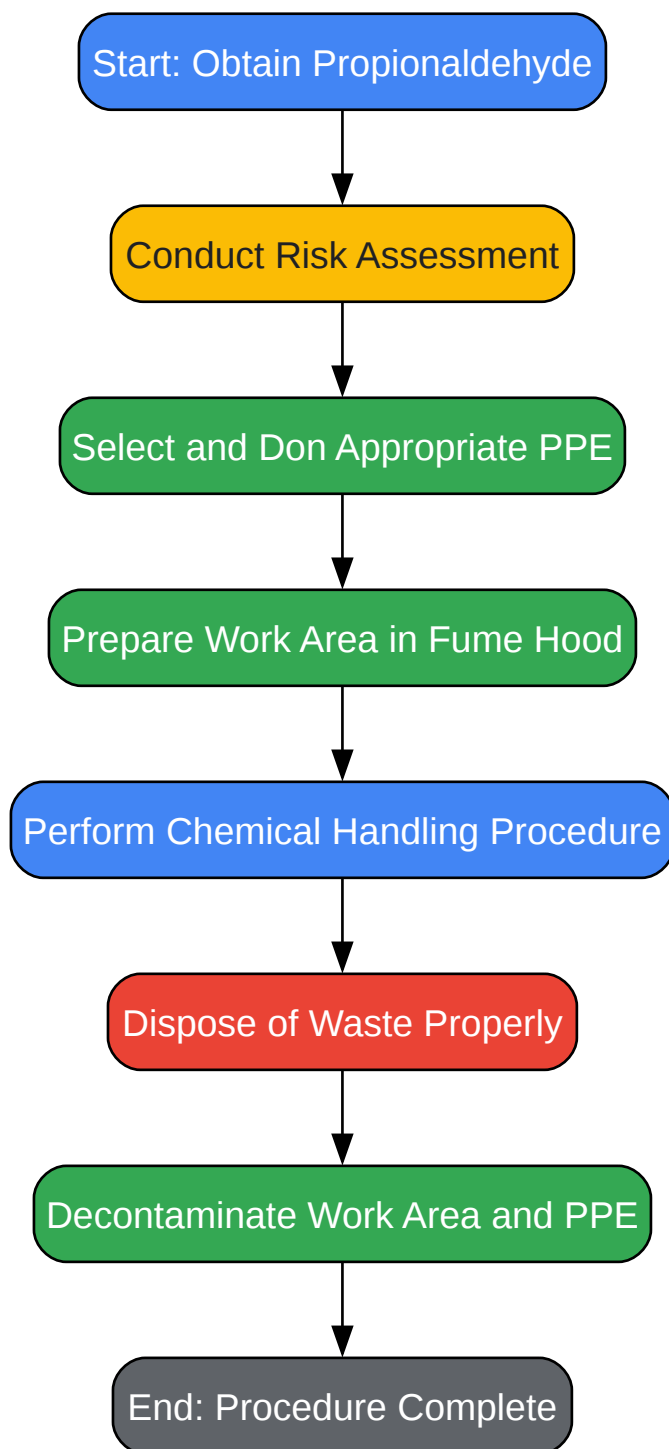 Start: Obtain Propionaldehyde
Conduct Risk Assessment
Select and Don Appropriate PPE
Prepare Work Area in Fume Hood
Perform Chemical Handling Procedure
Dispose of Waste Properly
Decontaminate Work Area and PPE
End: Procedure Complete